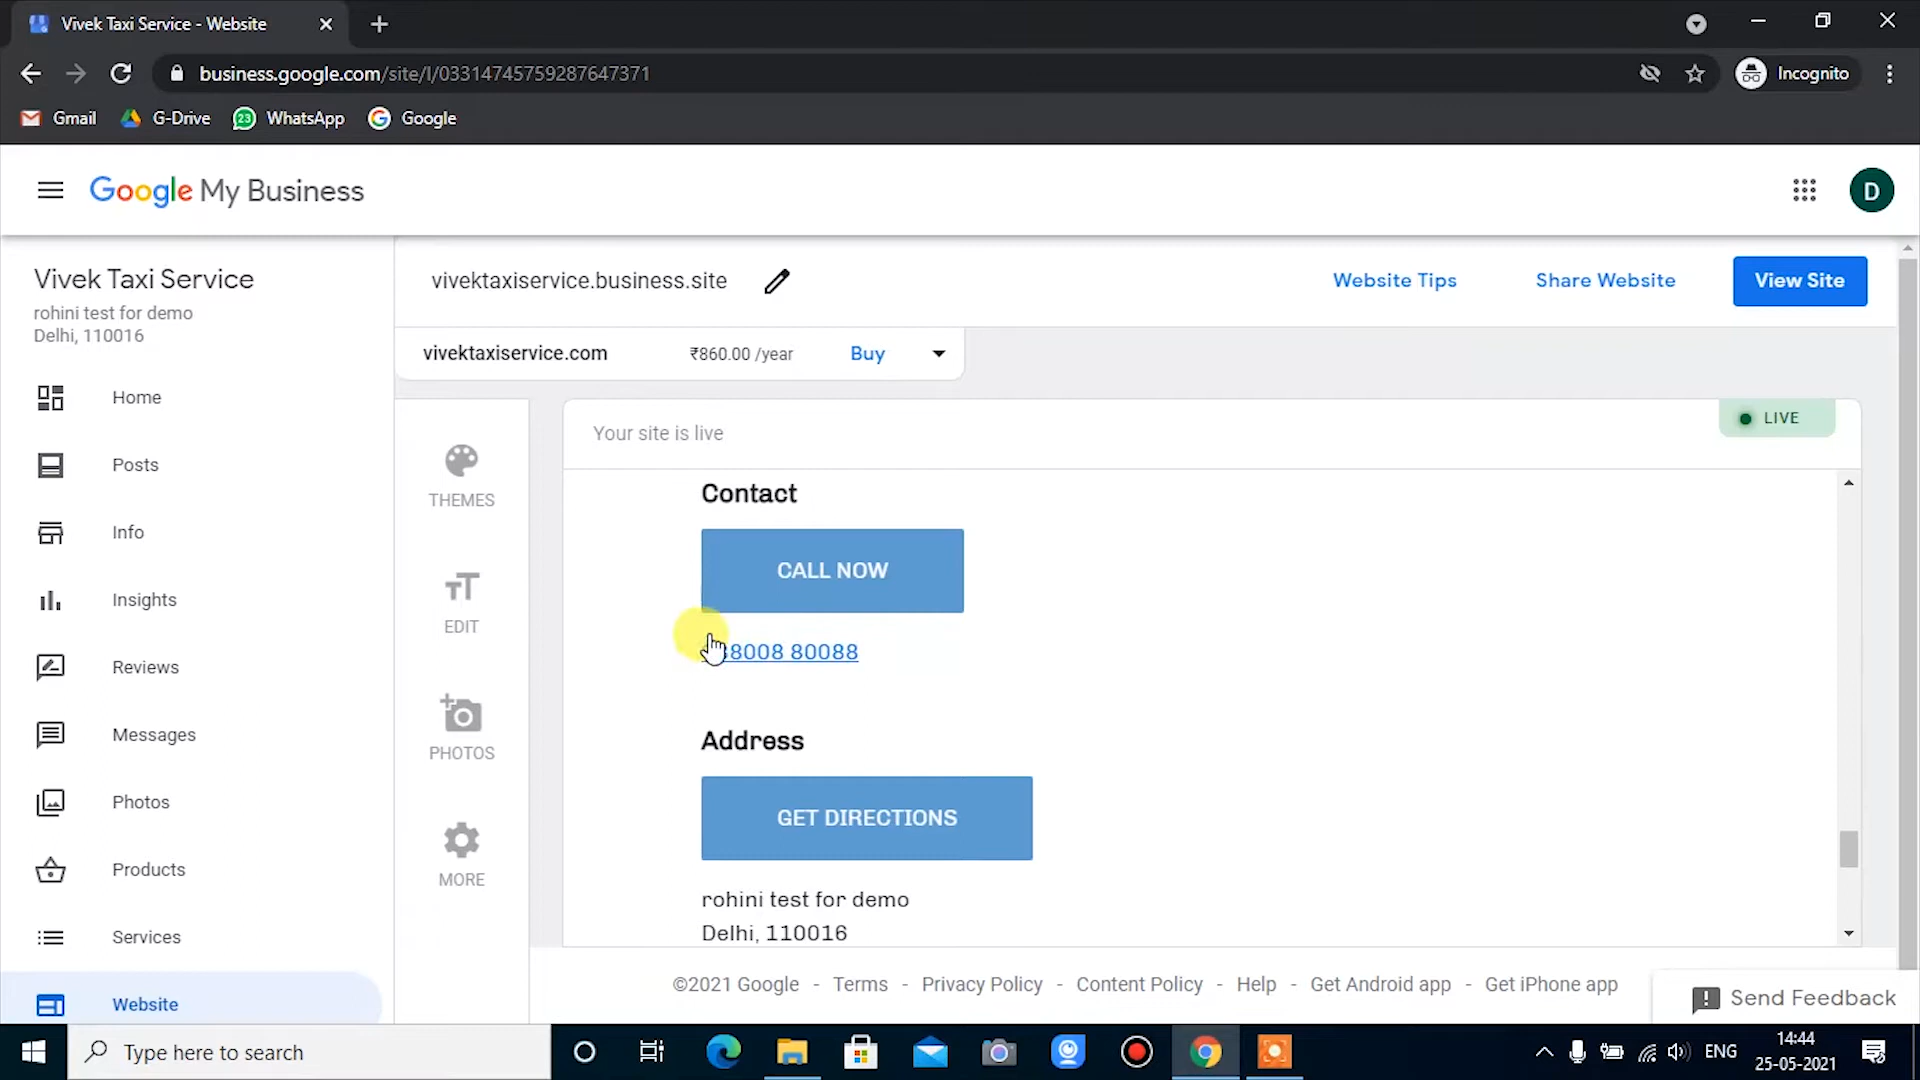 Vivek Taxi Service - Website
business.google.com/site/l/03314745759287647371
Incognito
Gmail
G-Drive
23
WhatsApp
Google
Google My Business
D
Vivek Taxi Service
rohini test for demo
Delhi, 110016
vivektaxiservice.business.site
Website Tips
Share Website
View Site
vivektaxiservice.com
₹860.00 /year
Buy
Home
Posts
Info
Insights
Reviews
Messages
Photos
Products
Services
Website
THEMES
EDIT
PHOTOS
MORE
Your site is live
LIVE
Contact
CALL NOW
8008 80088
Address
GET DIRECTIONS
rohini test for demo
Delhi, 110016
©2021 Google - Terms - Privacy Policy - Content Policy - Help - Get Android app - Get iPhone app
Send Feedback
Type here to search
ENG
14:44
25-05-2021